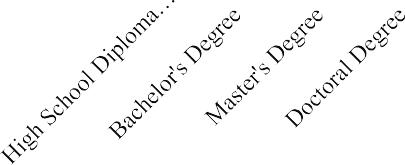 High School Diploma…
Bachelor's Degree
Master's Degree
Doctoral Degree